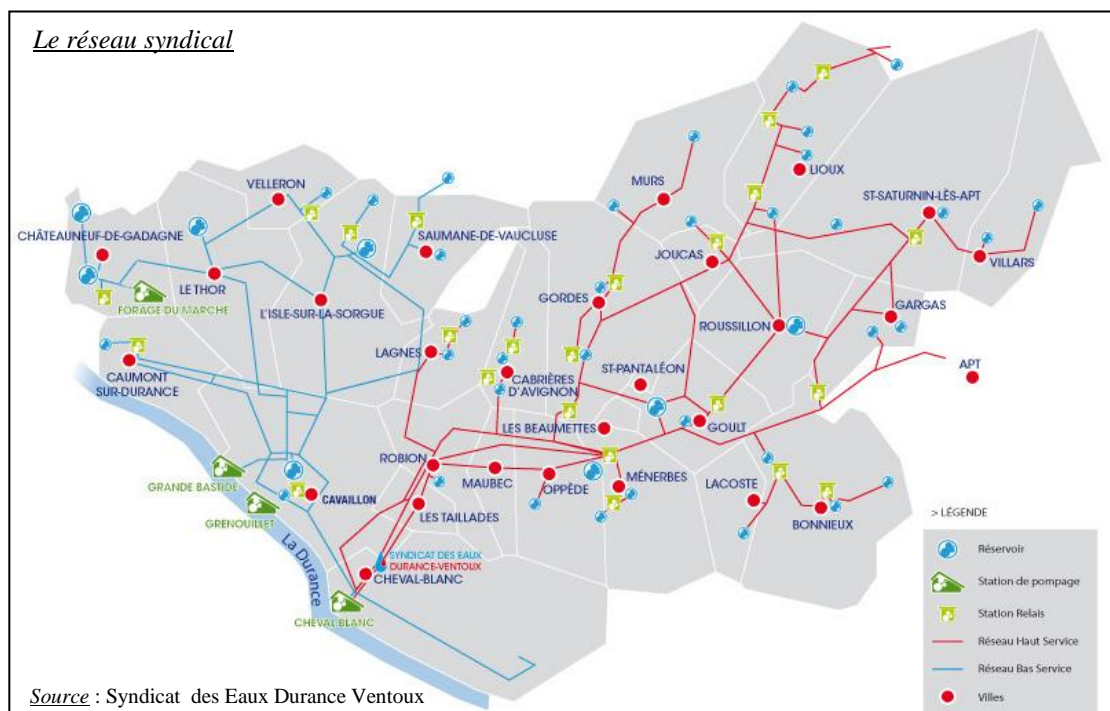 Le réseau syndical
VELLERON
CHÂTEAUNEUF-DE-GADAGNE
LE THOR
FORAGE DU MARCHE
L'ISLE-SUR-LA-SORGUE
SAUMANE-DE-VAUCLUSE
MURS
LIOUX
ST-SATURNIN-LÈS-APT
VILLARS
JOUCAS
GORDES
GARGAS
ROUSSILLON
LAGNES
CAUMONT
SUR-DURANCE
CABRIÈRES
D'AVIGNON
ST-PANTALÉON
APT
LES BEAUMETTES
GOULT
ROBION
MAUBEC
OPPÈDE
MÉNERBES
LACOSTE
BONNIEUX
GRANDE BASTIDE
CAVAILLON
GRENOUILLET
LES TAILLADES
La Durance
SYNDICAT DES EAUX
DURANCE-VENTOUX
CHEVAL-BLANC
CHEVAL BLANC
> LÉGENDE
Réservoir
Station de pompage
Station Relais
Réseau Haut Service
Réseau Bas Service
Villes
Source : Syndicat des Eaux Durance Ventoux